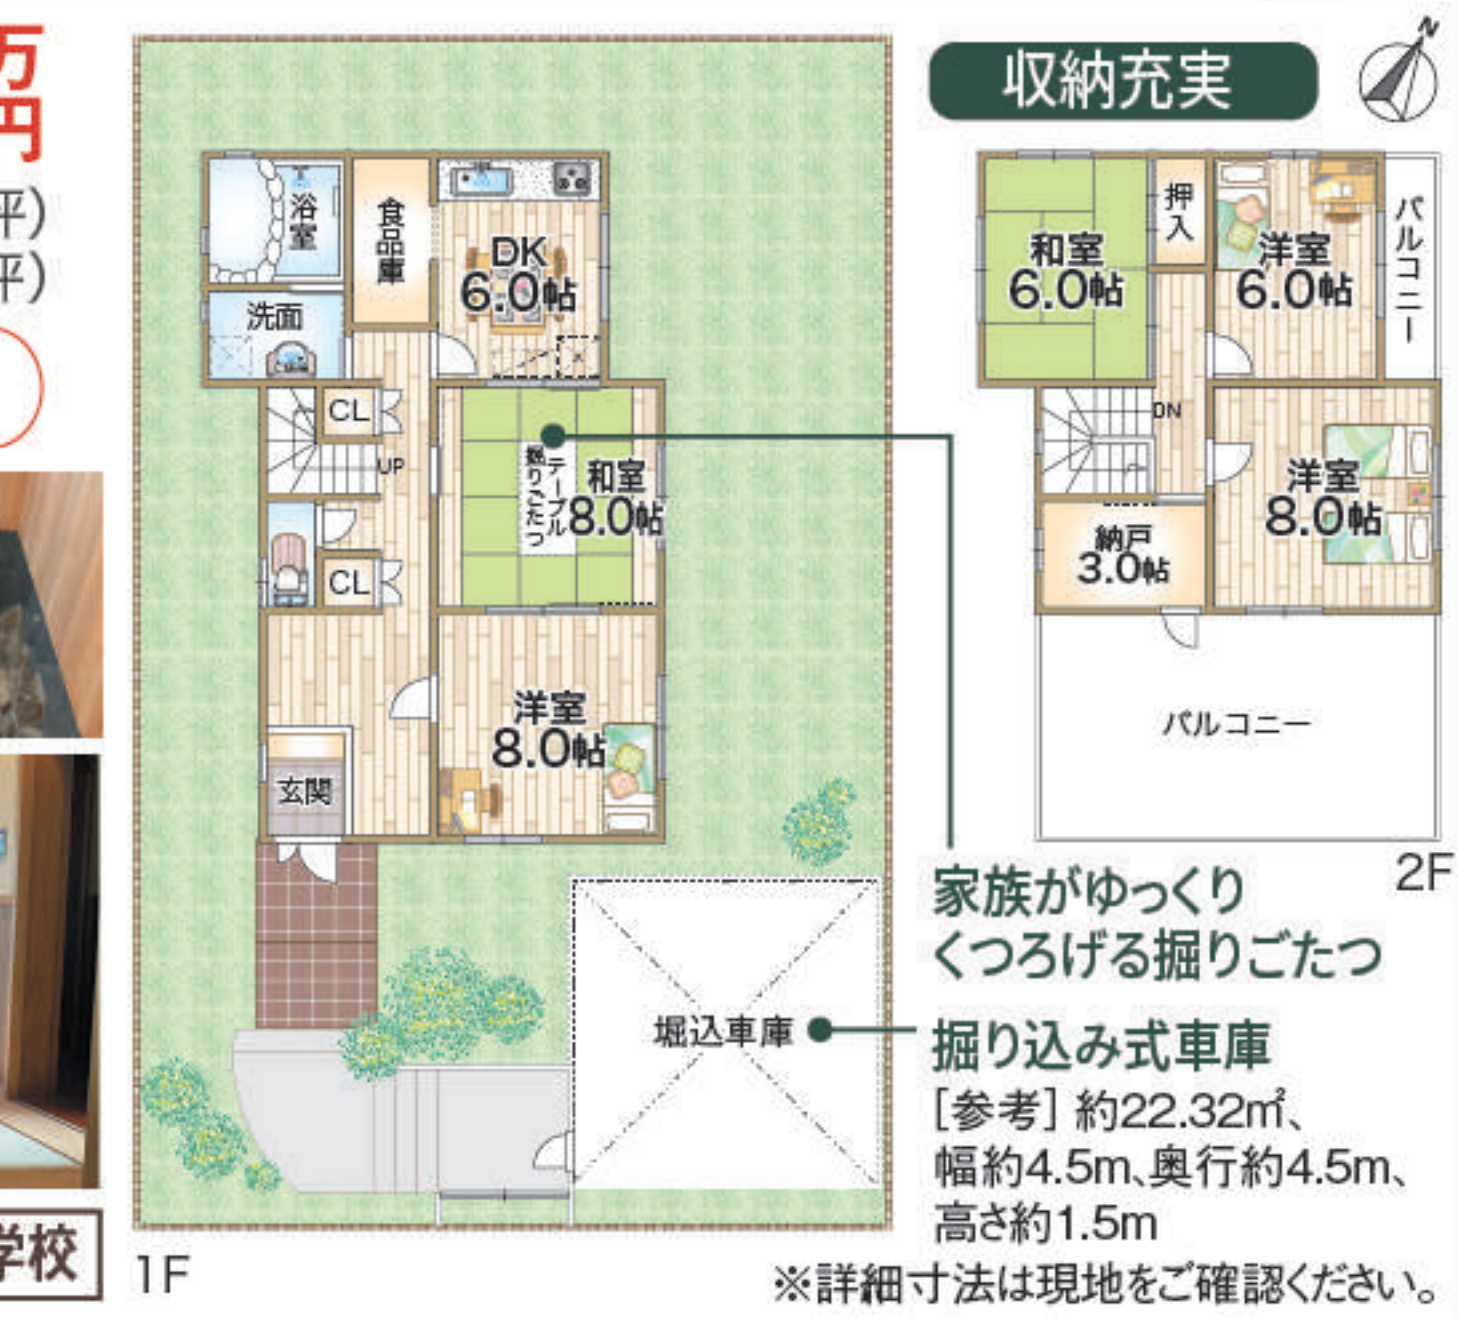 万
円
坪)
坪)
学校
収納充実
N
浴室
食品庫
DK
6.0帖
洗面
CL
UP
掘りごたつ
テーブル
和室
8.0帖
CL
洋室
8.0帖
玄関
堀込車庫
1F
和室
6.0帖
押入
洋室
6.0帖
バルコニー
DN
洋室
8.0帖
納戸
3.0帖
バルコニー
2F
家族がゆっくり
くつろげる掘りごたつ
掘り込み式車庫
[参考]約22.32㎡、
幅約4.5m、奥行約4.5m、
高さ約1.5m
※詳細寸法は現地をご確認ください。